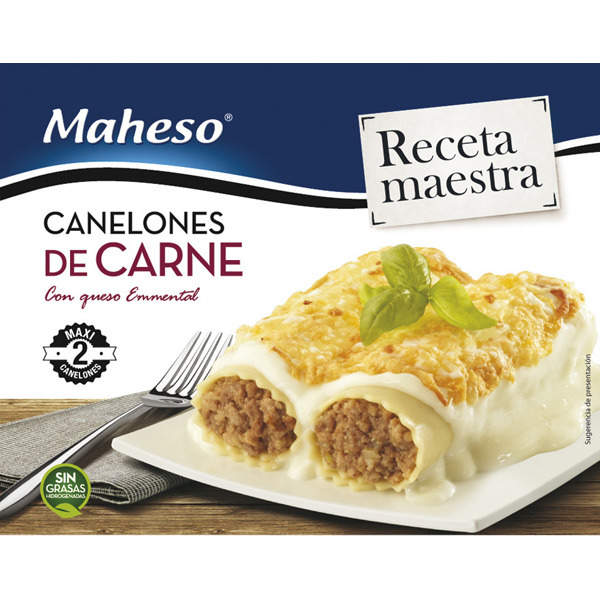 Maheso®
Receta
maestra
CANELONES
DE CARNE
Con queso Emmental
MAXI
2
CANELONES
Sugerencia de presentación
SIN
GRASAS
HIDROGENADAS